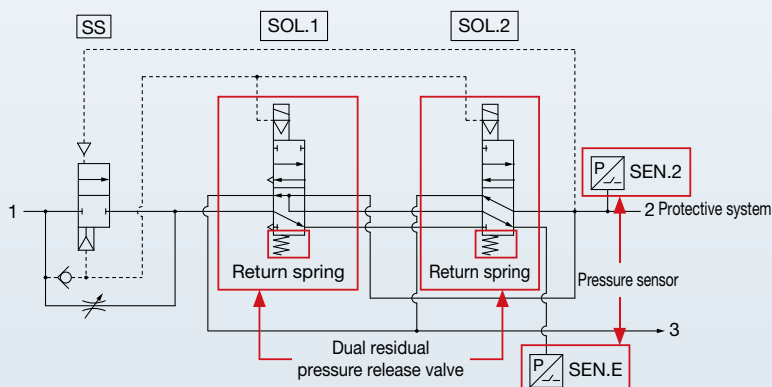 SS
SOL.1
SOL.2
P
SEN.2
1
2 Protective system
Return spring
Return spring
Pressure sensor
Dual residual
pressure release valve
3
P
SEN.E